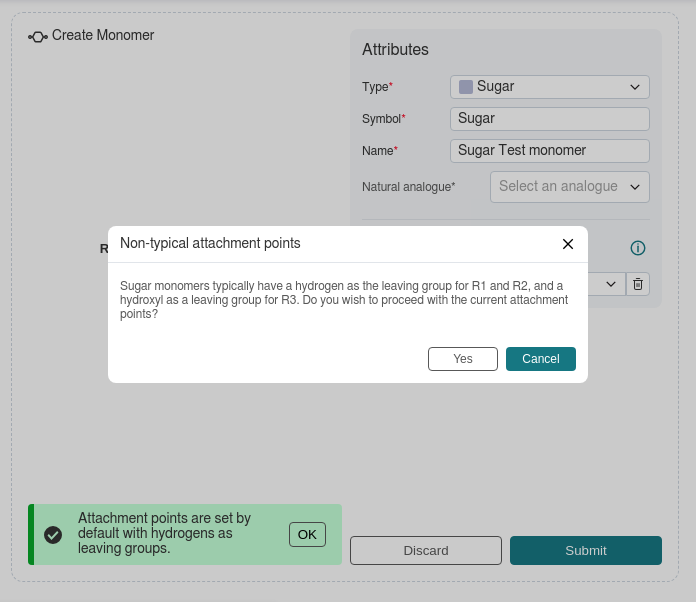 Create Monomer
Attributes
Type*
Sugar
Symbol*
Sugar
Name*
Sugar Test monomer
Natural analogue*
Select an analogue
R
Non-typical attachment points
Sugar monomers typically have a hydrogen as the leaving group for R1 and R2, and a
hydroxyl as a leaving group for R3. Do you wish to proceed with the current attachment
points?
Yes
Cancel
Attachment points are set by
default with hydrogens as
leaving groups.
OK
Discard
Submit